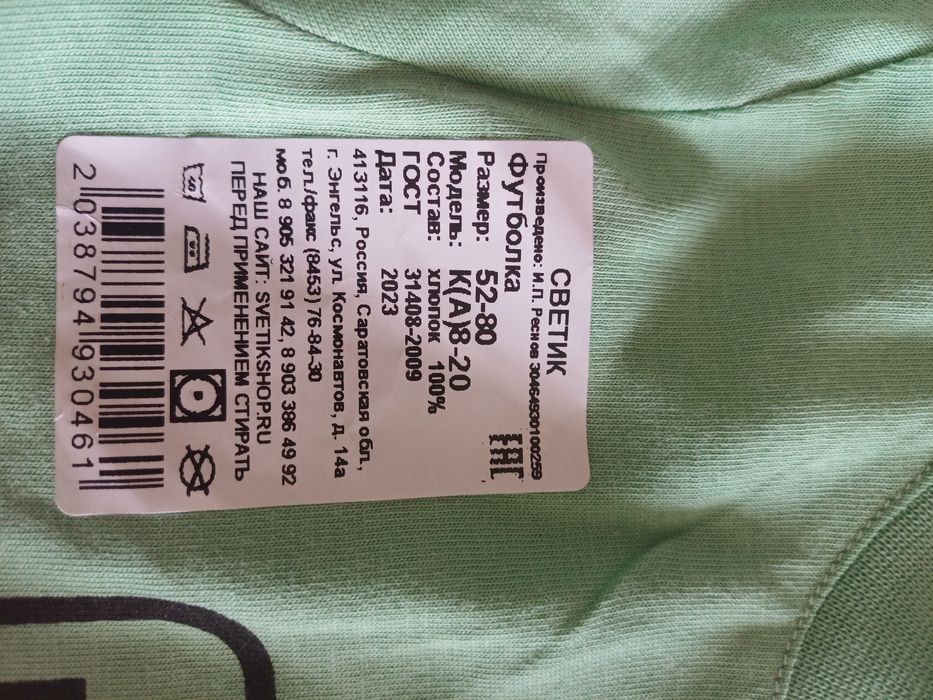 СВЕТИК
Произведено: И.П. Реснов 304644930100259
Футболка
Размер: 52-80
Модель: К(А)8-20
Состав: хлопок 100%
ГОСТ 31408-2009
Дата: 2023
EAC
413116, Россия, Саратовская обл.,
г. Энгельс, ул. Космонавтов, д. 14а
тел./факс (8453) 76-84-30
моб. 8 905 321 91 42, 8 903 386 49 92
НАШ САЙТ: SVETIKSHOP.RU
ПЕРЕД ПРИМЕНЕНИЕМ СТИРАТЬ
2038794930461